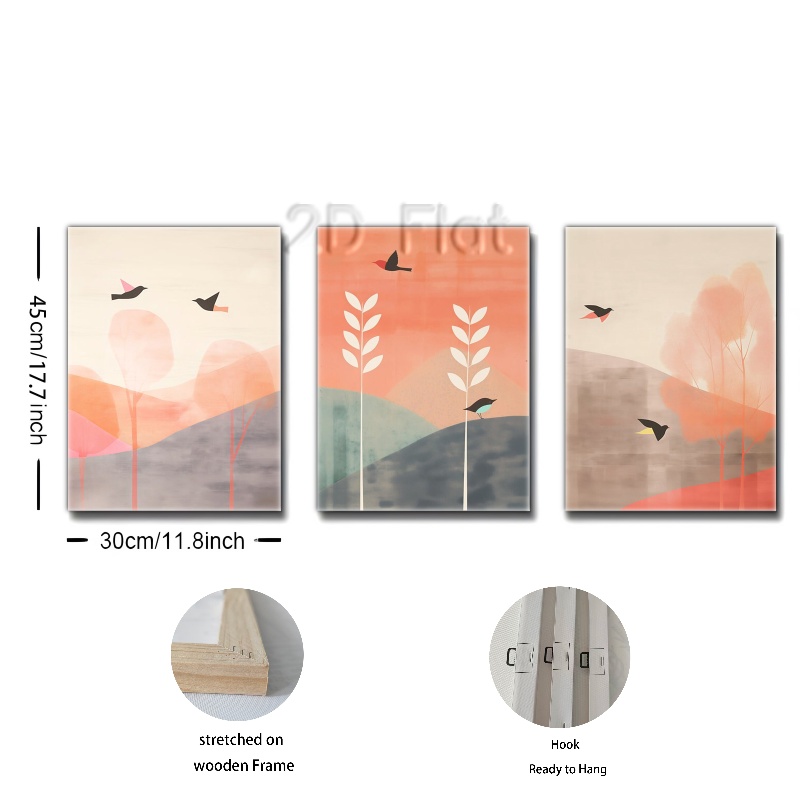 2D Flat
45cm/17.7inch
30cm/11.8inch
stretched on
wooden Frame
Hook
Ready to Hang